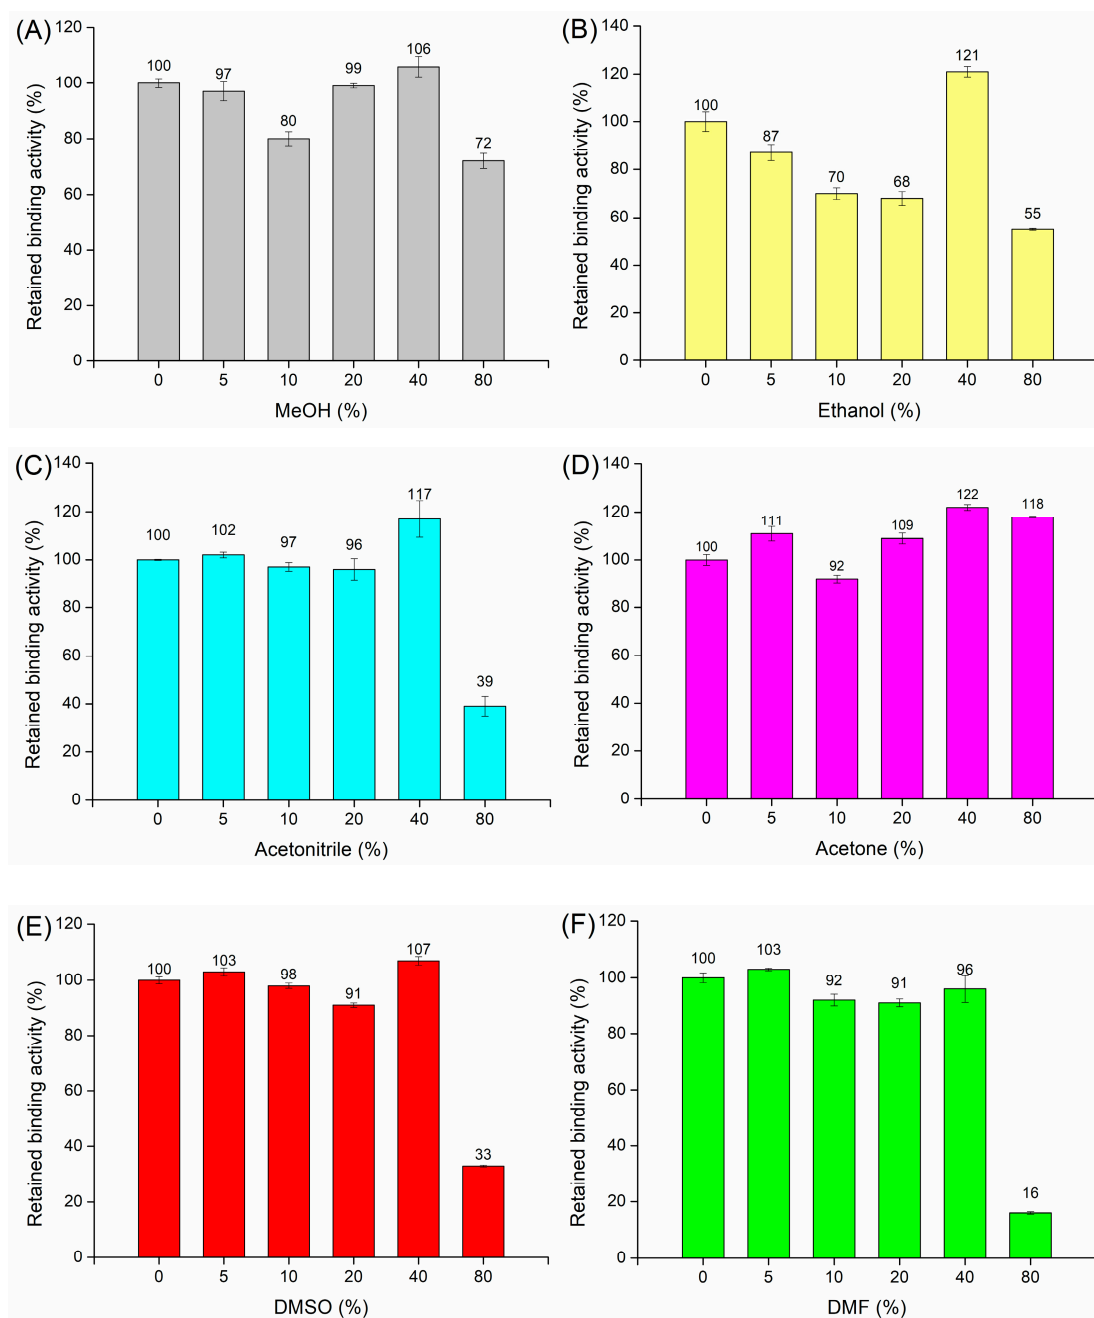 (A)
120
100
80
60
40
20
0
Retained binding activity (%)
100 97 80 99 106 72
0 5 10 20 40 80
MeOH (%)
(B)
140
120
100
80
60
40
20
0
Retained binding activity (%)
100 87 70 68 121 55
0 5 10 20 40 80
Ethanol (%)
(C)
140
120
100
80
60
40
20
0
Retained binding activity (%)
100 102 97 96 117 39
0 5 10 20 40 80
Acetonitrile (%)
(D)
140
120
100
80
60
40
20
0
Retained binding activity (%)
100 111 92 109 122 118
0 5 10 20 40 80
Acetone (%)
(E)
120
100
80
60
40
20
0
Retained binding activity (%)
100 103 98 91 107 33
0 5 10 20 40 80
DMSO (%)
(F)
120
100
80
60
40
20
0
Retained binding activity (%)
100 103 92 91 96 16
0 5 10 20 40 80
DMF (%)